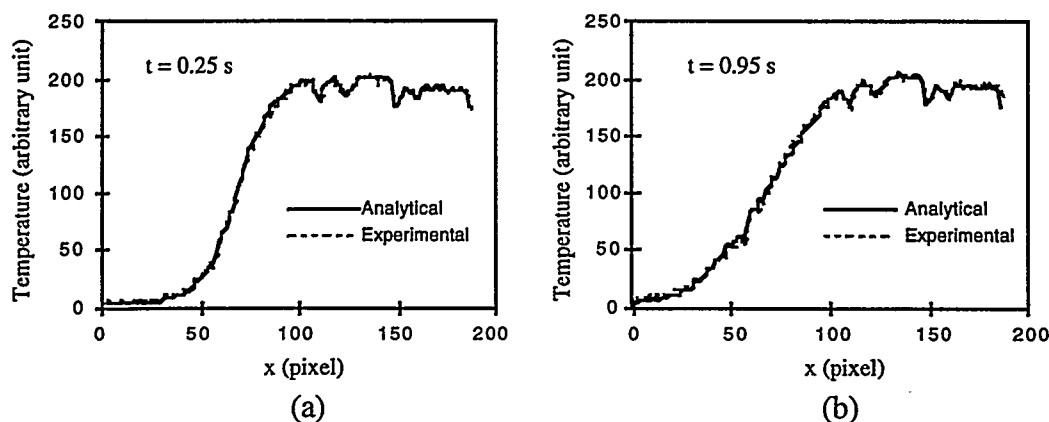 250
200
150
100
50
0
Temperature (arbitrary unit)
t = 0.25 s
Analytical
Experimental
0 50 100 150 200
x (pixel)
(a)
250
200
150
100
50
0
Temperature (arbitrary unit)
t = 0.95 s
Analytical
Experimental
0 50 100 150 200
x (pixel)
(b)